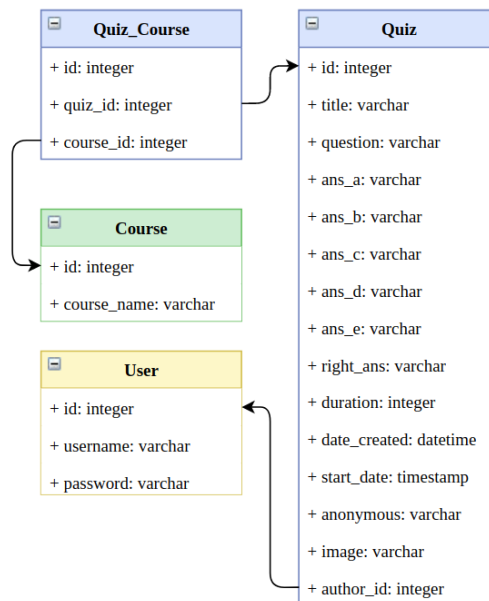 Quiz_Course
+ id: integer
+ quiz_id: integer
+ course_id: integer
Course
+ id: integer
+ course_name: varchar
User
+ id: integer
+ username: varchar
+ password: varchar
Quiz
+ id: integer
+ title: varchar
+ question: varchar
+ ans_a: varchar
+ ans_b: varchar
+ ans_c: varchar
+ ans_d: varchar
+ ans_e: varchar
+ right_ans: varchar
+ duration: integer
+ date_created: datetime
+ start_date: timestamp
+ anonymous: varchar
+ image: varchar
+ author_id: integer